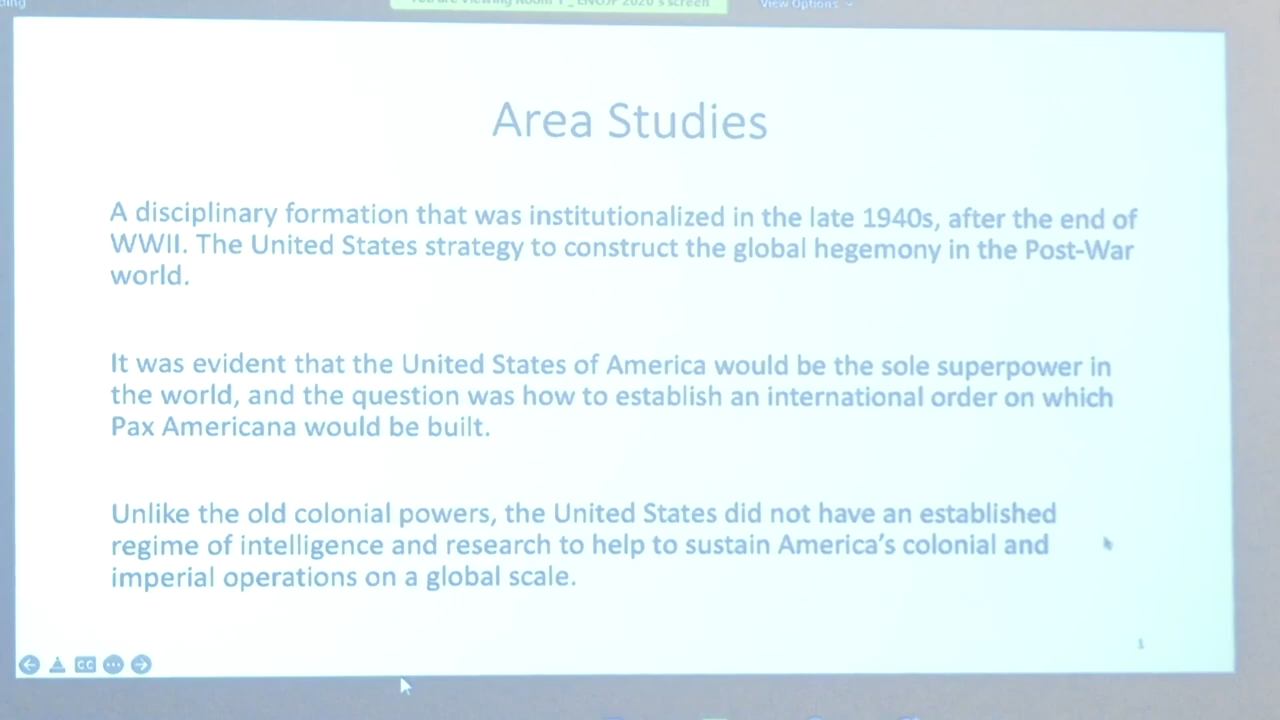 View Options
Area Studies
A disciplinary formation that was institutionalized in the late 1940s, after the end of
WWII. The United States strategy to construct the global hegemony in the Post-War
world.
It was evident that the United States of America would be the sole superpower in
the world, and the question was how to establish an international order on which
Pax Americana would be built.
Unlike the old colonial powers, the United States did not have an established
regime of intelligence and research to help to sustain America's colonial and
imperial operations on a global scale.
1
CC